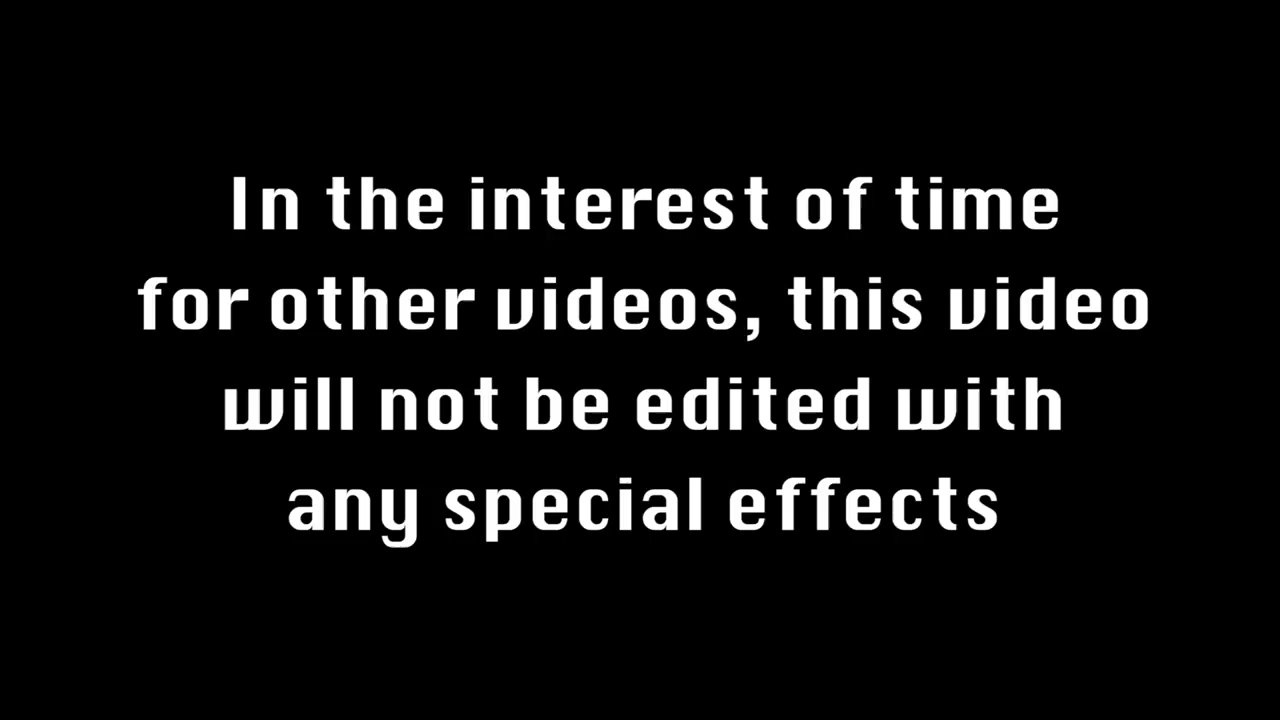 In the interest of time
for other videos, this video
will not be edited with
any special effects